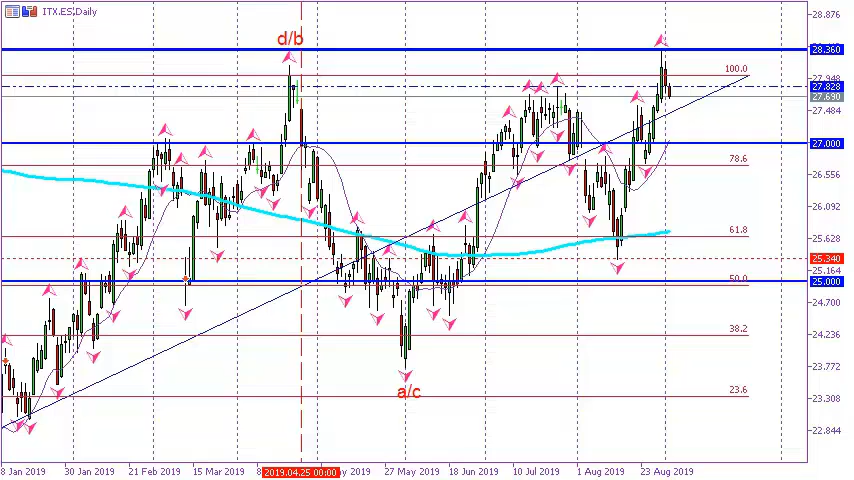 ITX.ES,Daily
28.876
d/b
28.360
100.0
27.948
27.828
27.690
27.484
27.000
78.6
26.556
26.092
61.8
25.628
25.340
25.164
50.0
25.000
24.700
38.2
24.236
23.772
a/c
23.6
23.308
22.844
8 Jan 2019
30 Jan 2019
21 Feb 2019
15 Mar 2019
8
2019.04.25 00:00
y 2019
27 May 2019
18 Jun 2019
10 Jul 2019
1 Aug 2019
23 Aug 2019